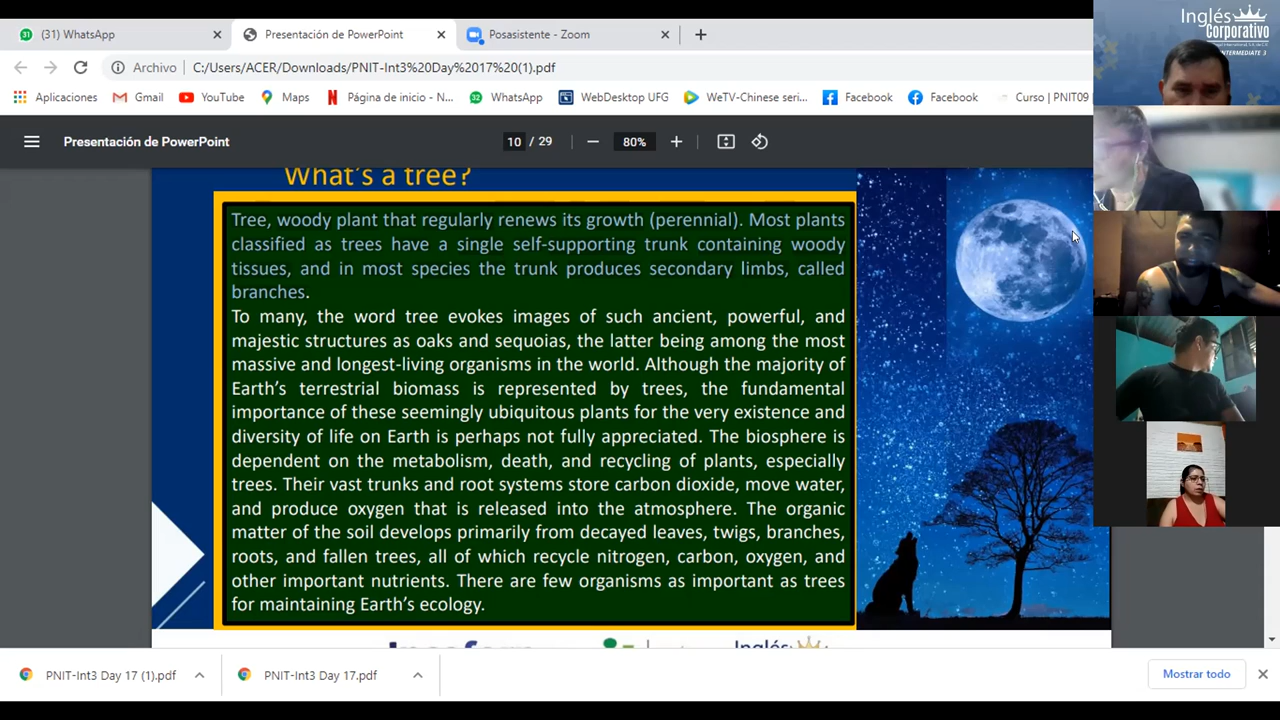 (31) WhatsApp
Presentación de PowerPoint
Posasistente - Zoom
Archivo
C:/Users/ACER/Downloads/PNIT-Int3%20Day%2017%20(1).pdf
Aplicaciones
Gmail
YouTube
Maps
Página de inicio - N...
WhatsApp
WebDesktop UFG
WeTV-Chinese seri...
Facebook
Facebook
Curso | PNIT09
Inglés
Corporativo
INTERMEDIATE 3
Presentación de PowerPoint
10 / 29
80%
What's a tree?
Tree, woody plant that regularly renews its growth (perennial). Most plants
classified as trees have a single self-supporting trunk containing woody
tissues, and in most species the trunk produces secondary limbs, called
branches.
To many, the word tree evokes images of such ancient, powerful, and
majestic structures as oaks and sequoias, the latter being among the most
massive and longest-living organisms in the world. Although the majority of
Earth's terrestrial biomass is represented by trees, the fundamental
importance of these seemingly ubiquitous plants for the very existence and
diversity of life on Earth is perhaps not fully appreciated. The biosphere is
dependent on the metabolism, death, and recycling of plants, especially
trees. Their vast trunks and root systems store carbon dioxide, move water,
and produce oxygen that is released into the atmosphere. The organic
matter of the soil develops primarily from decayed leaves, twigs, branches,
roots, and fallen trees, all of which recycle nitrogen, carbon, oxygen, and
other important nutrients. There are few organisms as important as trees
for maintaining Earth's ecology.
Inglés
PNIT-Int3 Day 17 (1).pdf
PNIT-Int3 Day 17.pdf
Mostrar todo